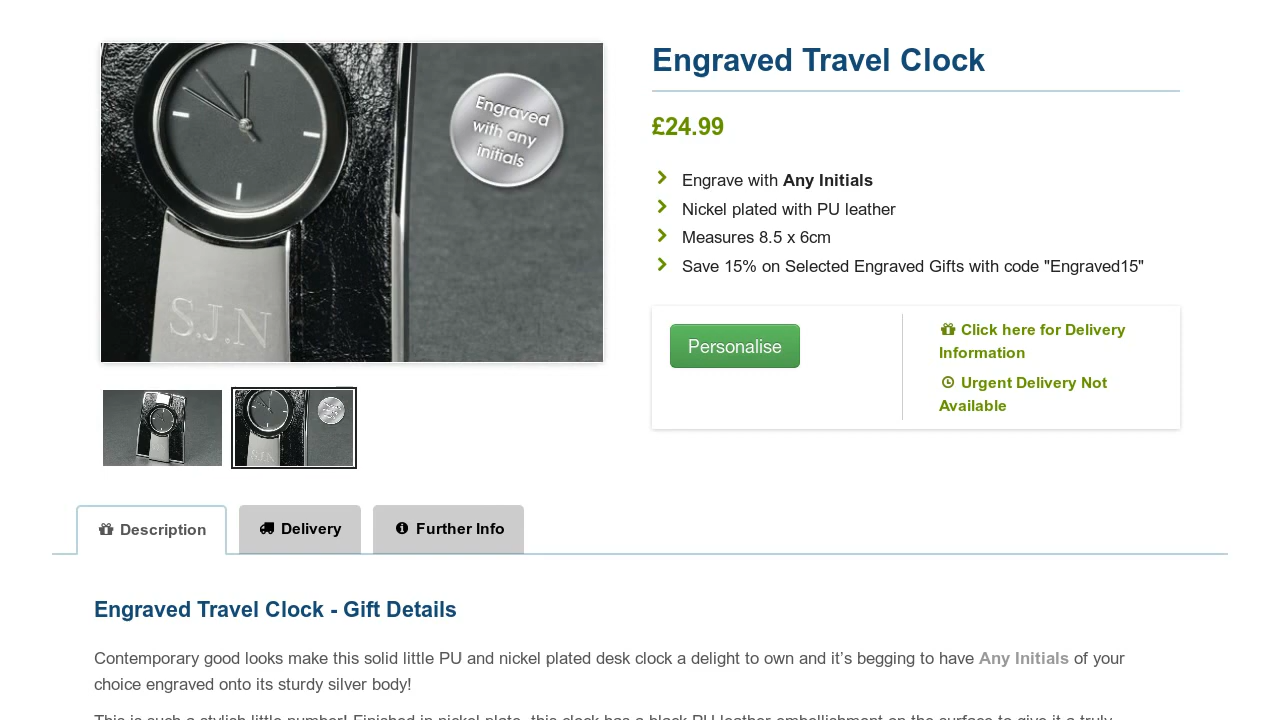 Engraved
with any
initials
S.J.N
Engraved Travel Clock
£24.99
Engrave with Any Initials
Nickel plated with PU leather
Measures 8.5 x 6cm
Save 15% on Selected Engraved Gifts with code "Engraved15"
Personalise
Click here for Delivery
Information
Urgent Delivery Not
Available
Description
Delivery
Further Info
Engraved Travel Clock - Gift Details
Contemporary good looks make this solid little PU and nickel plated desk clock a delight to own and it’s begging to have Any Initials of your
choice engraved onto its sturdy silver body!
This is such a stylish little number! Finished in nickel plate, this clock has a black PU leather embellishment on the surface to give it a truly